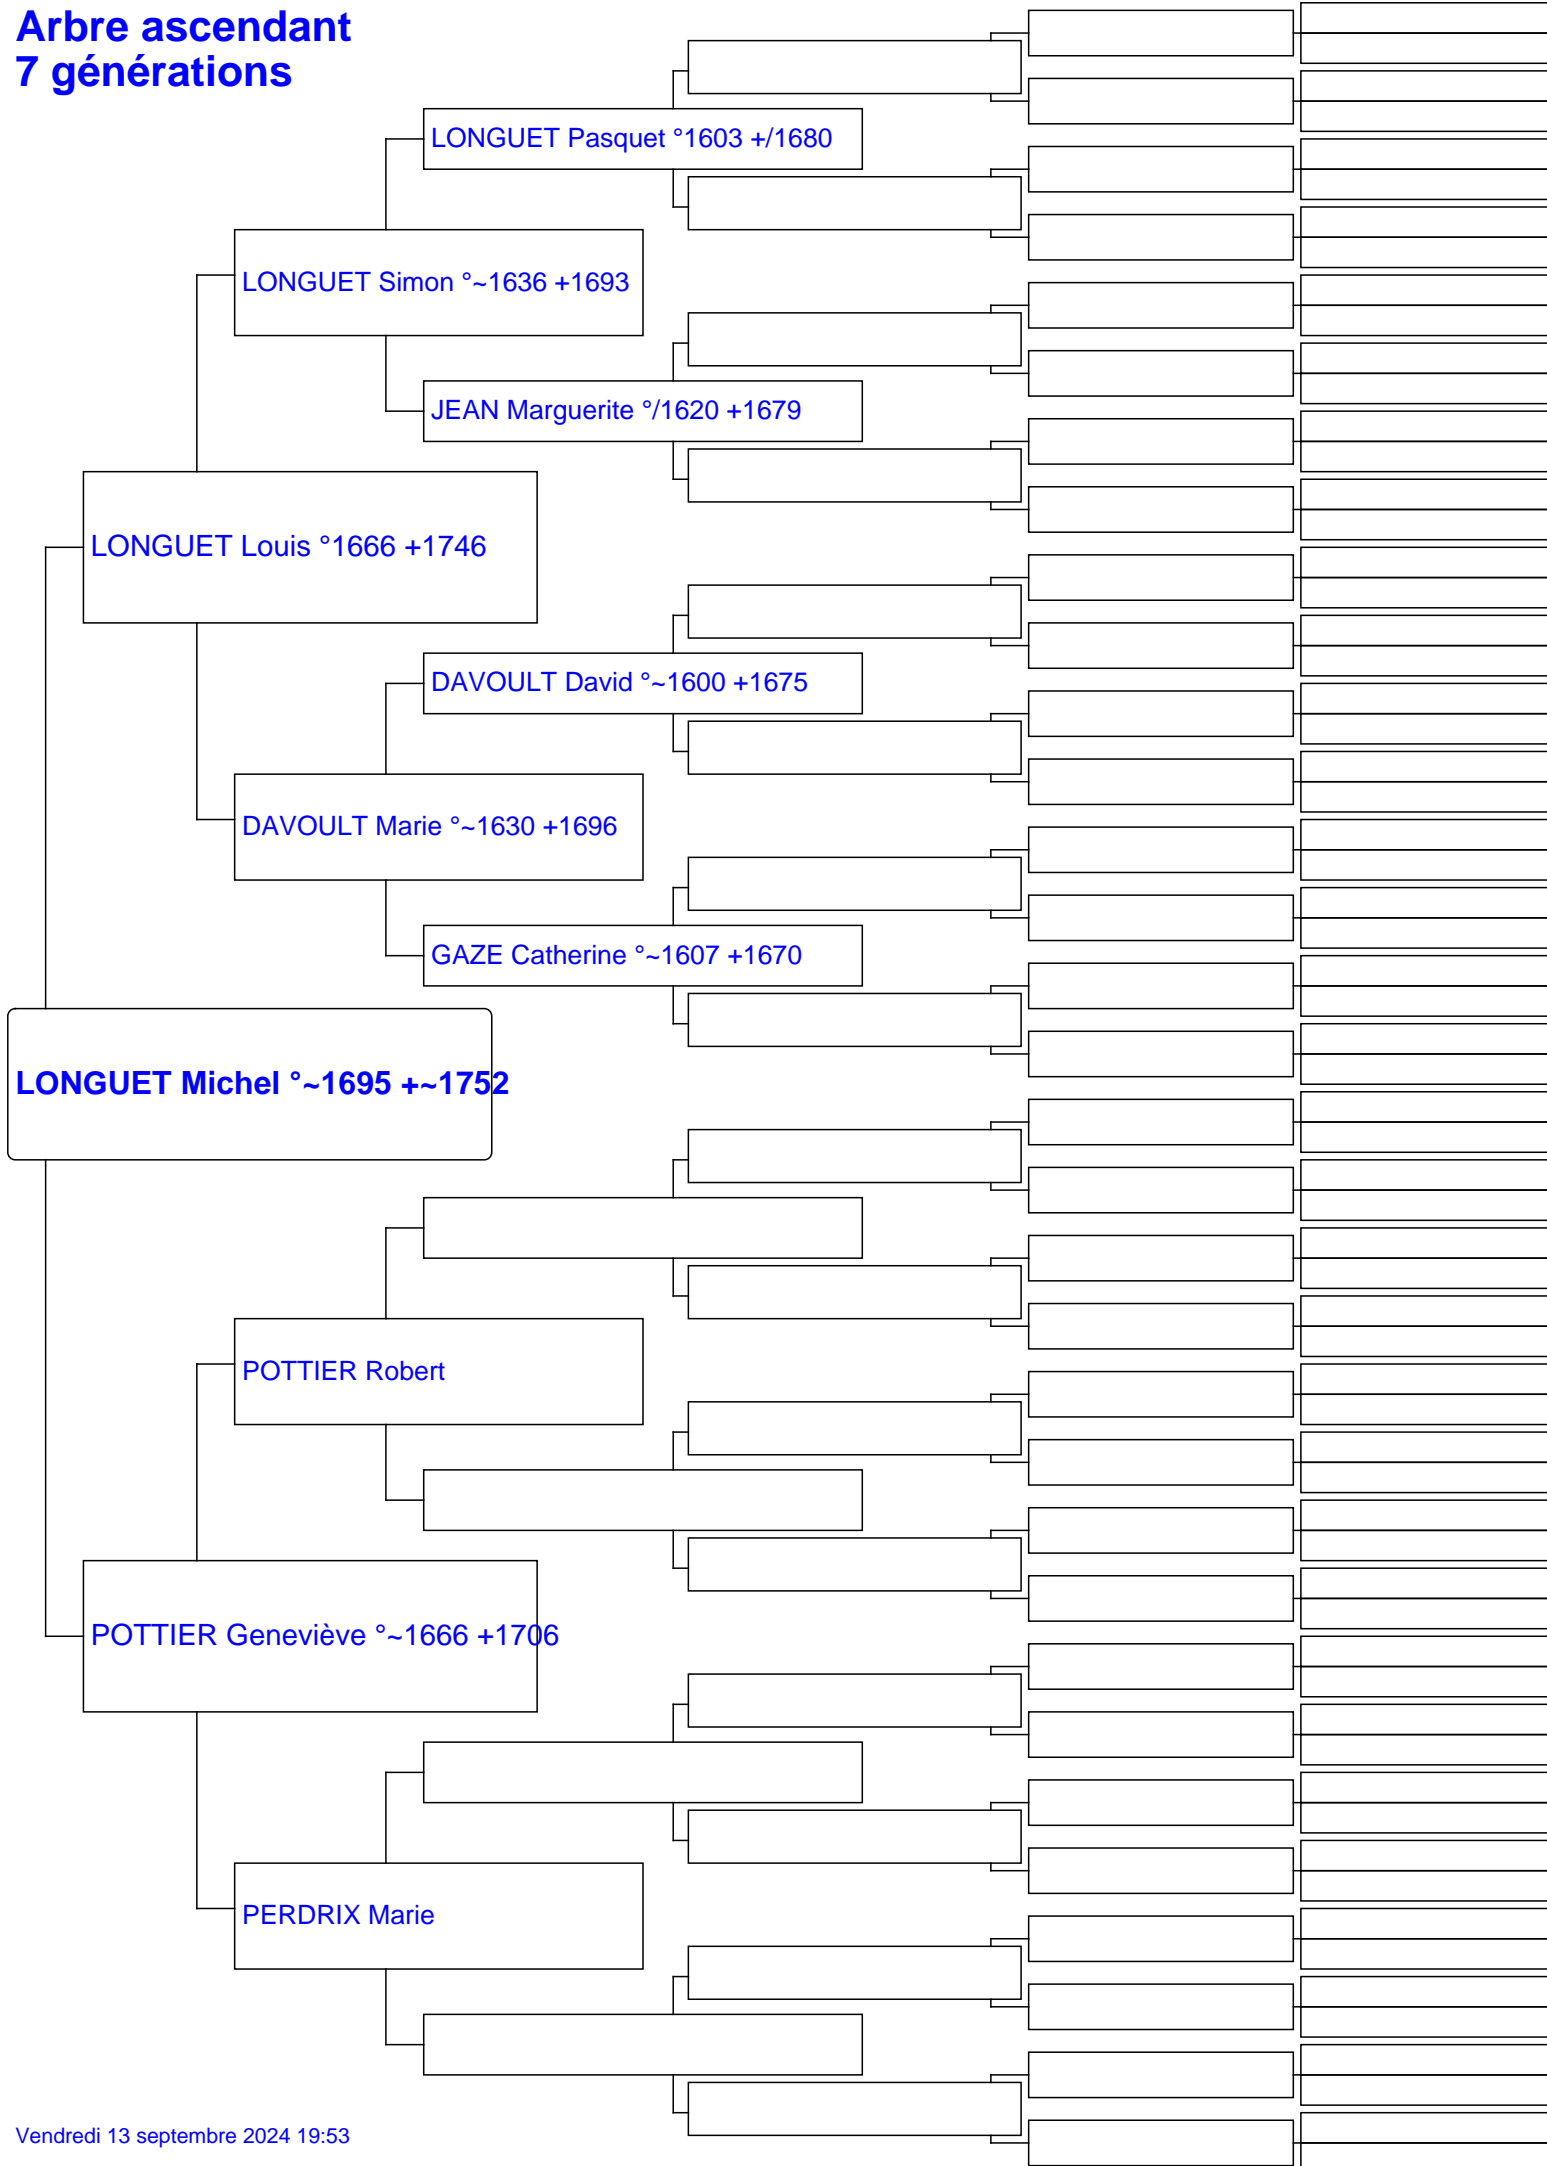 Arbre ascendant
7 générations
LONGUET Pasquet °1603 +/1680
LONGUET Simon °~1636 +1693
JEAN Marguerite °/1620 +1679
LONGUET Louis °1666 +1746
DAVOULT David °~1600 +1675
DAVOULT Marie °~1630 +1696
GAZE Catherine °~1607 +1670
LONGUET Michel °~1695 +~1752
POTTIER Robert
POTTIER Geneviève °~1666 +1706
PERDRIX Marie
Vendredi 13 septembre 2024 19:53